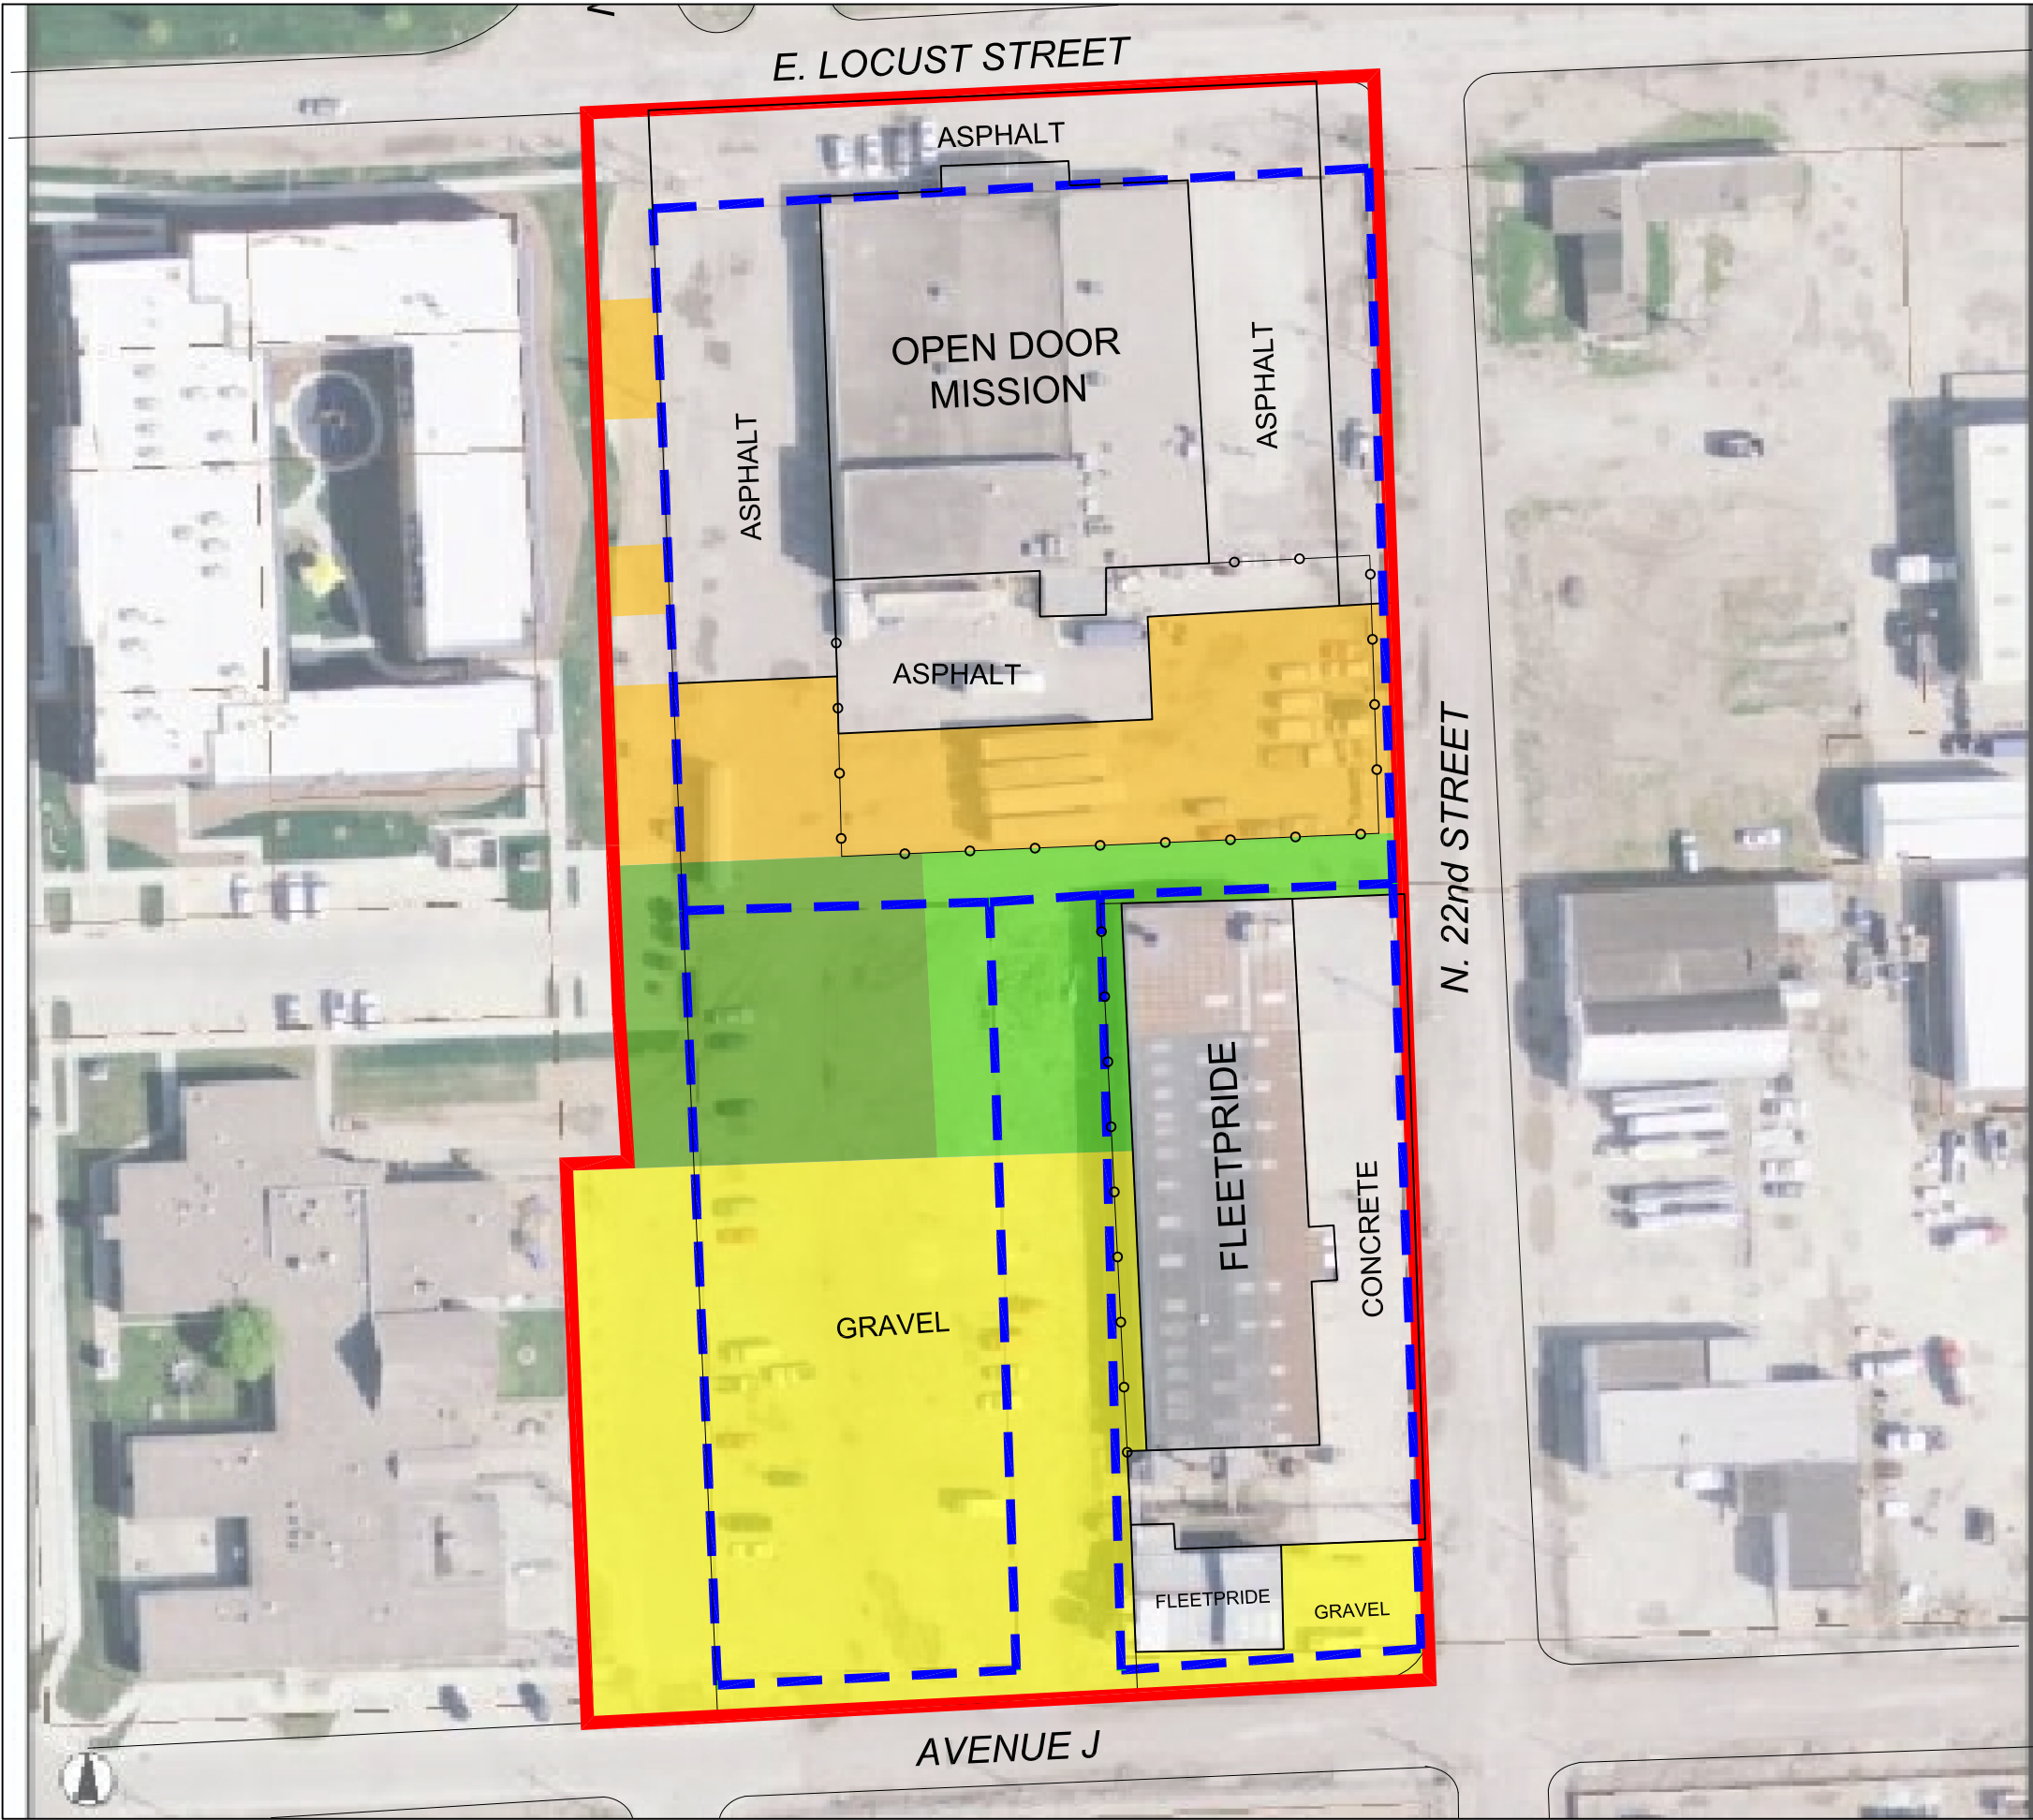 E. LOCUST STREET
ASPHALT
OPEN DOOR
MISSION
ASPHALT
ASPHALT
ASPHALT
N. 22nd STREET
FLEETPRIDE
CONCRETE
GRAVEL
FLEETPRIDE
GRAVEL
AVENUE J